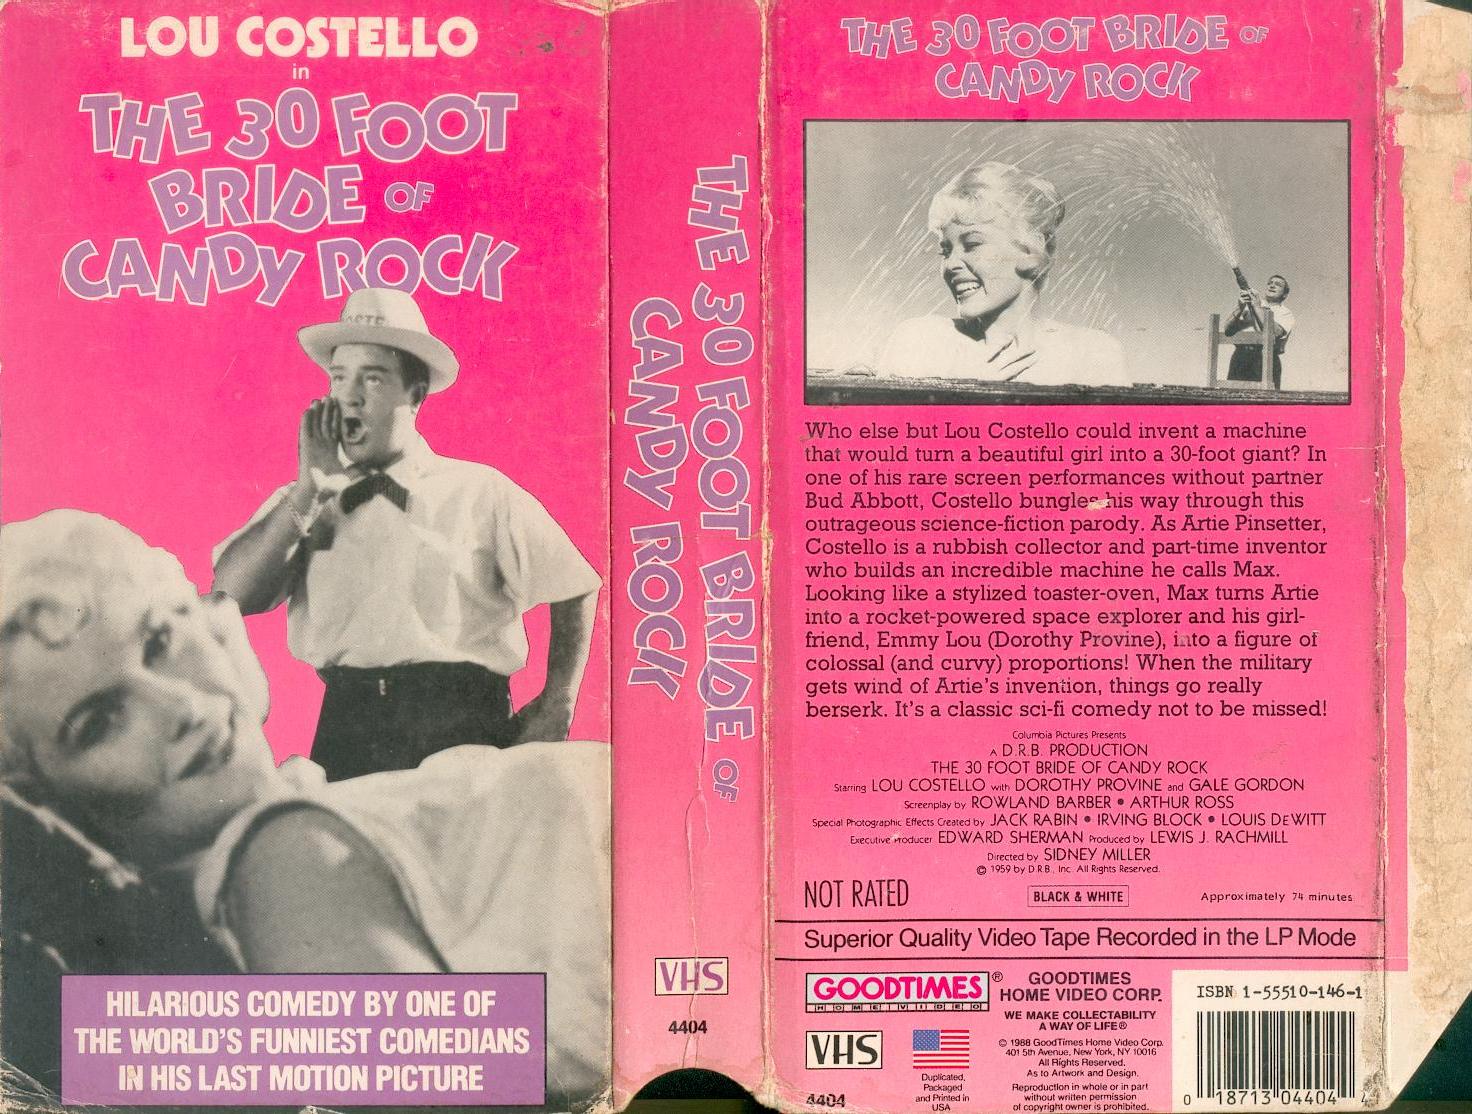 LOU COSTELLO
in
THE 30 FOOT
BRIDE OF
CANDY ROCK
HILARIOUS COMEDY BY ONE OF
THE WORLD'S FUNNIEST COMEDIANS
IN HIS LAST MOTION PICTURE
THE 30 FOOT BRIDE OF
CANDY ROCK
VHS
4404
THE 30 FOOT BRIDE OF
CANDY ROCK
Who else but Lou Costello could invent a machine
that would turn a beautiful girl into a 30-foot giant? In
one of his rare screen performances without partner
Bud Abbott, Costello bungles his way through this
outrageous science-fiction parody. As Artie Pinsetter,
Costello is a rubbish collector and part-time inventor
who builds an incredible machine he calls Max.
Looking like a stylized toaster-oven, Max turns Artie
into a rocket-powered space explorer and his girl-
friend, Emmy Lou (Dorothy Provine), into a figure of
colossal (and curvy) proportions! When the military
gets wind of Artie's invention, things go really
berserk. It's a classic sci-fi comedy not to be missed!
Columbia Pictures Presents
A D.R.B. PRODUCTION
THE 30 FOOT BRIDE OF CANDY ROCK
Starring LOU COSTELLO with DOROTHY PROVINE and GALE GORDON
Screenplay by ROWLAND BARBER • ARTHUR ROSS
Special Photographic Effects Created by JACK RABIN • IRVING BLOCK • LOUIS DEWITT
Executive Producer EDWARD SHERMAN Produced by LEWIS J. RACHMILL
Directed by SIDNEY MILLER
© 1959 by D.R.B., Inc. All Rights Reserved.
NOT RATED
BLACK & WHITE
Approximately 74 minutes
Superior Quality Video Tape Recorded in the LP Mode
GOODTIMES®
HOME VIDEO
VHS
4404
Duplicated,
Packaged
and Printed in
USA
GOODTIMES
HOME VIDEO CORP.
WE MAKE COLLECTABILITY
A WAY OF LIFE®
© 1988 GoodTimes Home Video Corp.
401 5th Avenue, New York, NY 10016
All Rights Reserved.
As to Artwork and Design.
Reproduction in whole or in part
without written permission
of copyright owner is prohibited.
ISBN 1-55510-146-1
0 18713 04404 4